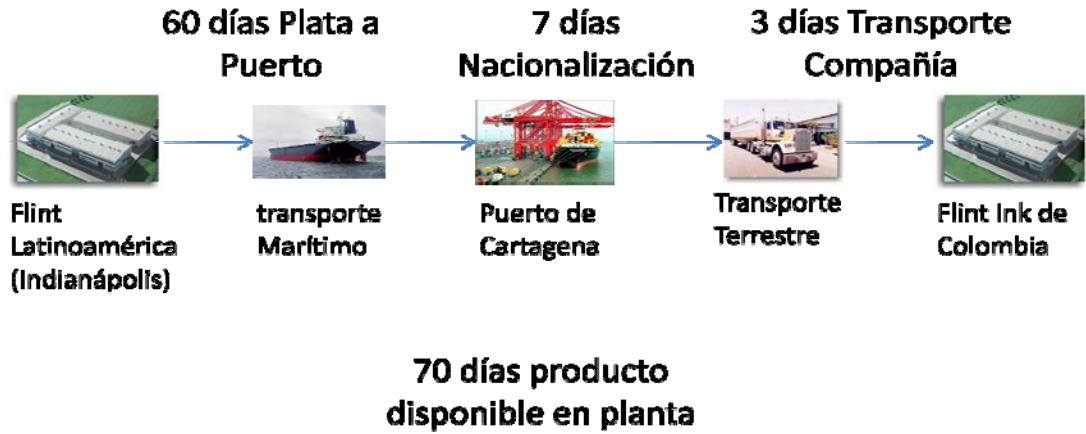 60 días Plata a
Puerto
7 días
Nacionalización
3 días Transporte
Compañía
Flint
Latinoamérica
(Indianápolis)
transporte
Marítimo
Puerto de
Cartagena
Transporte
Terrestre
Flint Ink de
Colombia
70 días producto
disponible en planta